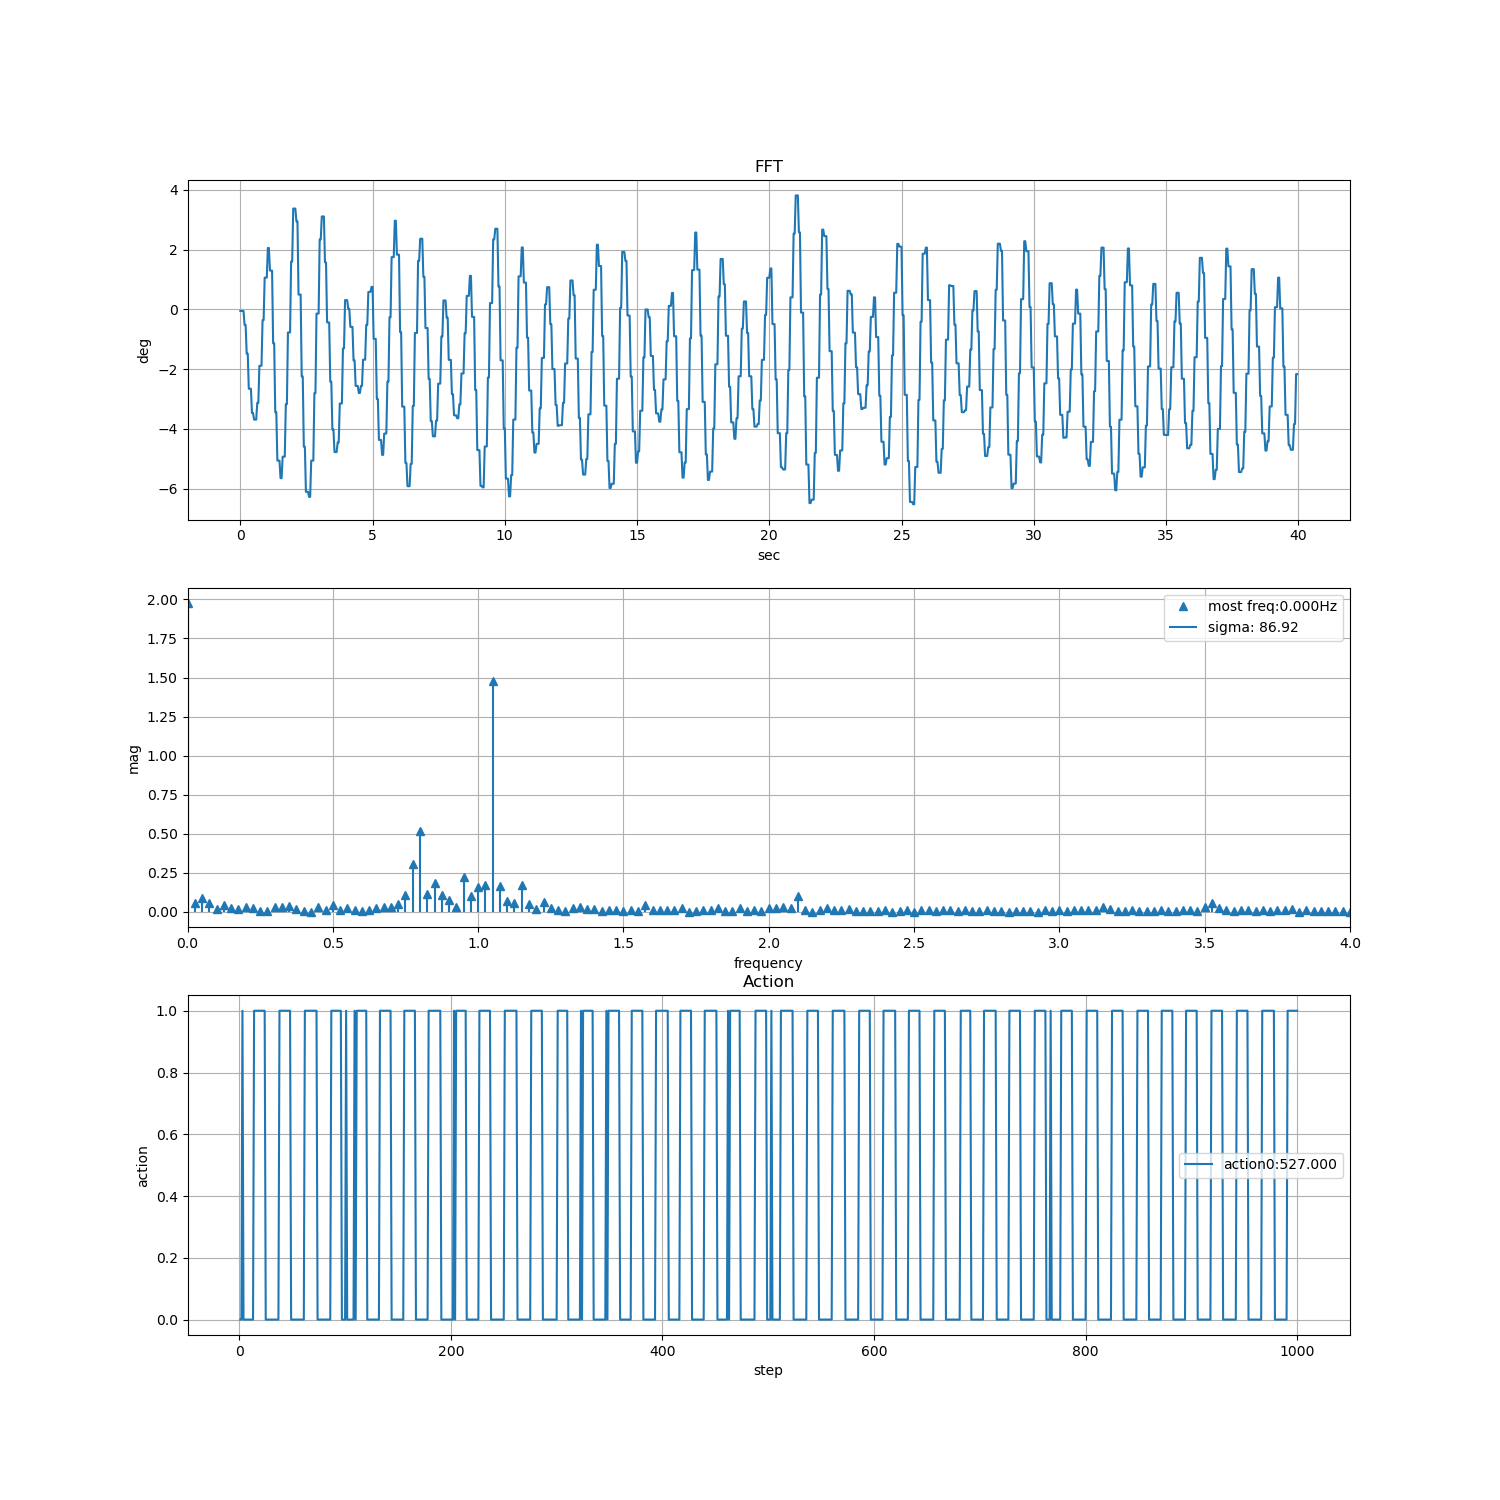 FFT
4
2
0
−2
−4
−6
deg
0 5 10 15 20 25 30 35 40
sec
2.00
1.75
1.50
1.25
1.00
0.75
0.50
0.25
0.00
mag
most freq:0.000Hz
sigma: 86.92
0.0 0.5 1.0 1.5 2.0 2.5 3.0 3.5 4.0
frequency
Action
1.0
0.8
0.6
0.4
0.2
0.0
action
action0:527.000
0 200 400 600 800 1000
step